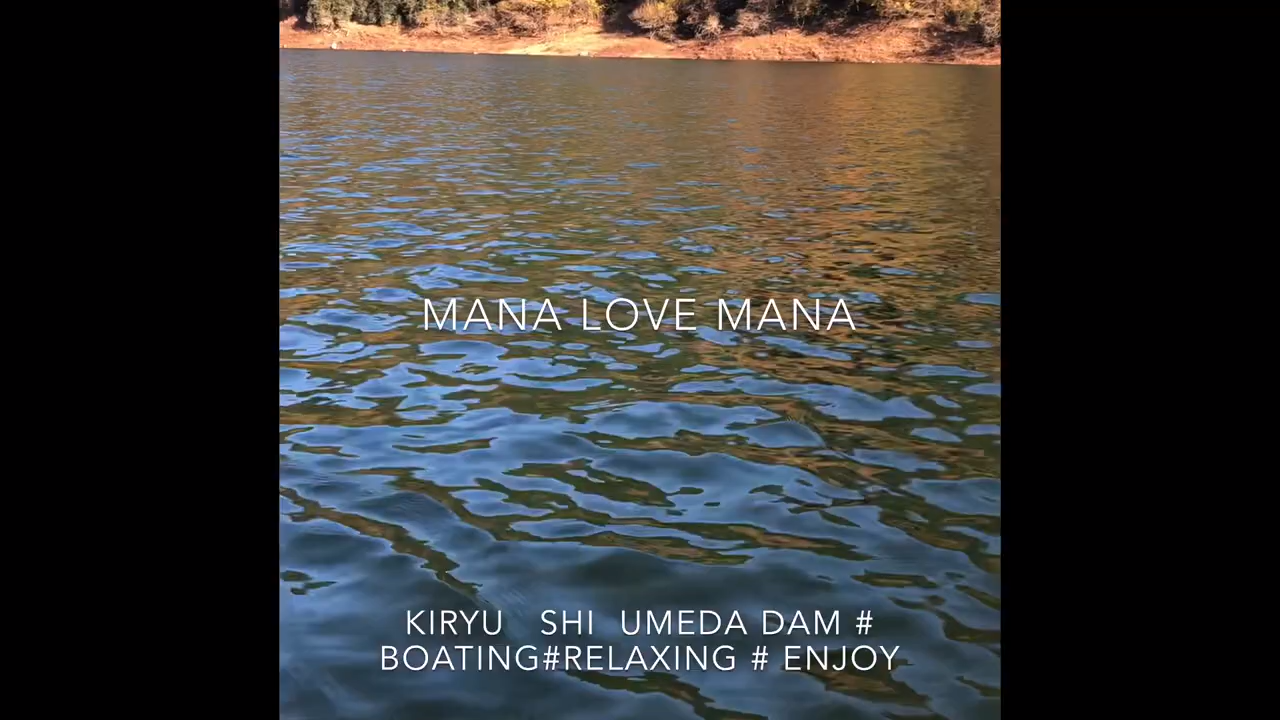 MANA LOVE MANA
KIRYU SHI UMEDA DAM #
BOATING#RELAXING # ENJOY